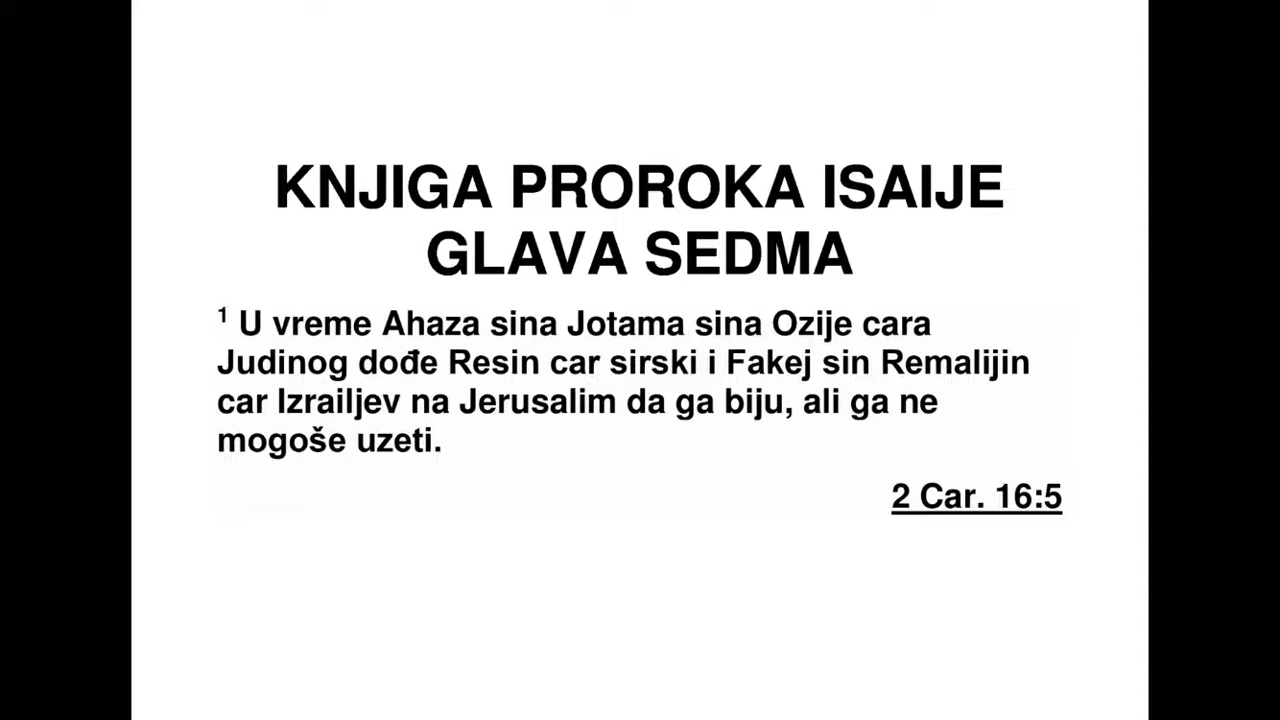 KNJIGA PROROKA ISAIJE
GLAVA SEDMA
¹ U vreme Ahaza sina Jotama sina Ozije cara
Judinog dođe Resin car sirski i Fakej sin Remalijin
car Izrailjev na Jerusalim da ga biju, ali ga ne
mogoše uzeti.
2 Car. 16:5